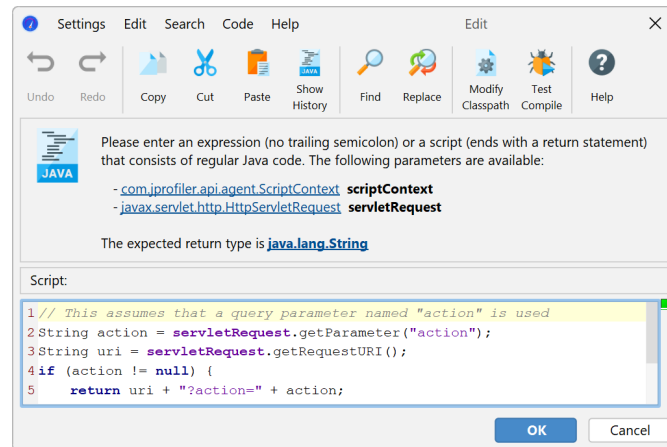 Settings Edit Search Code Help Edit
Undo Redo Copy Cut Paste Show History Find Replace Modify Classpath Test Compile Help
JAVA
JAVA
Please enter an expression (no trailing semicolon) or a script (ends with a return statement)
that consists of regular Java code. The following parameters are available:
- com.jprofiler.api.agent.ScriptContext scriptContext
- javax.servlet.http.HttpServletRequest servletRequest
The expected return type is java.lang.String
Script:
1 // This assumes that a query parameter named "action" is used
2 String action = servletRequest.getParameter("action");
3 String uri = servletRequest.getRequestURI();
4 if (action != null) {
5     return uri + "?action=" + action;
OK Cancel